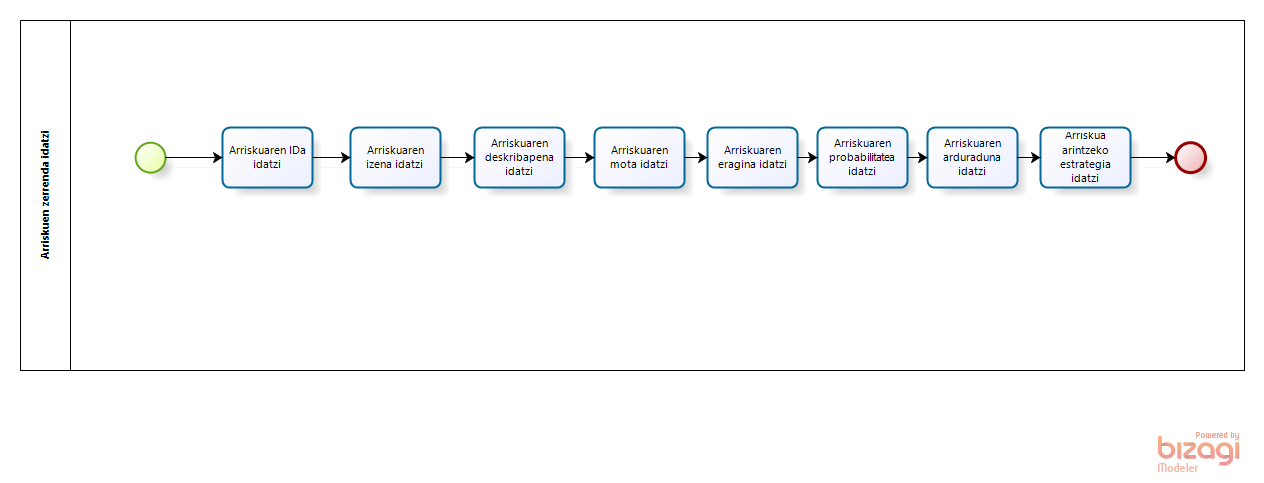 Arriskuen zerrenda idatzi
Arriskuaren IDa
idatzi
Arriskuaren
izena idatzi
Arriskuaren
deskribapena
idatzi
Arriskuaren
mota idatzi
Arriskuaren
eragina idatzi
Arriskuaren
probabilitatea
idatzi
Arriskuaren
arduraduna
idatzi
Arriskua
arintzeko
estrategia
idatzi
Powered by
bizagi
Modeler